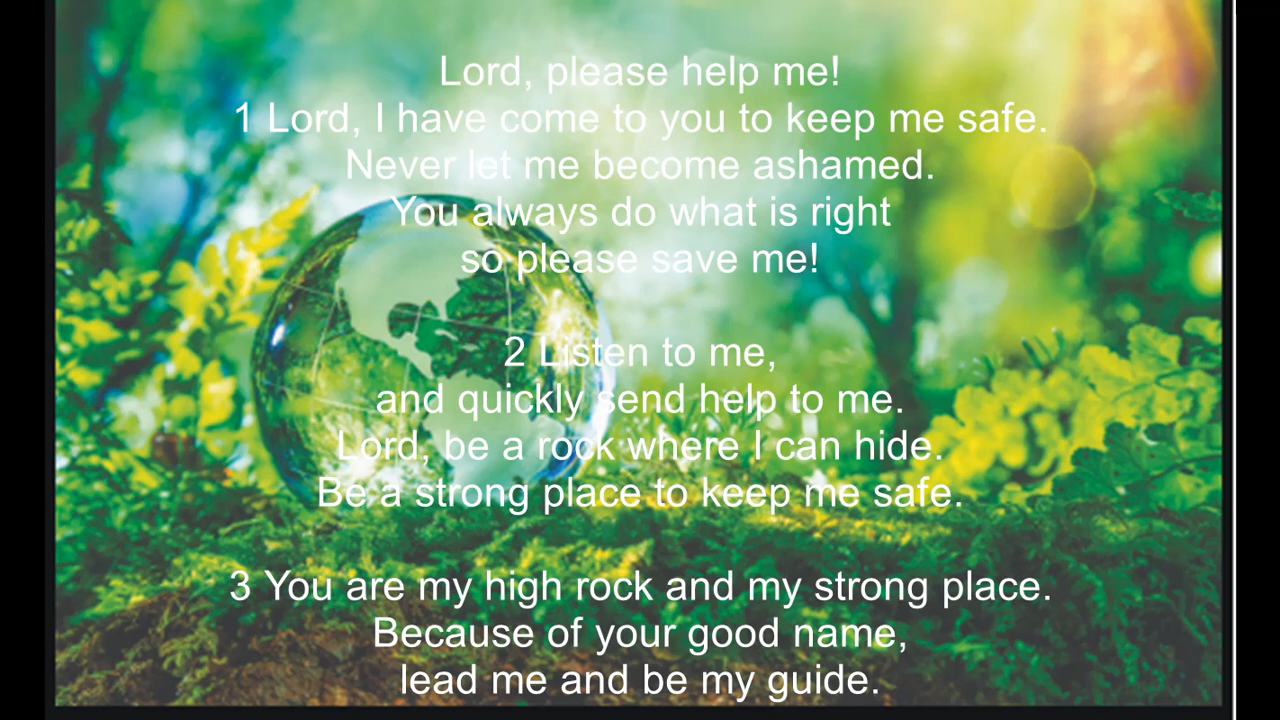 Lord, please help me!
1 Lord, I have come to you to keep me safe.
Never let me become ashamed.
You always do what is right
so please save me!
2 Listen to me,
and quickly send help to me.
Lord, be a rock where I can hide.
Be a strong place to keep me safe.
3 You are my high rock and my strong place.
Because of your good name,
lead me and be my guide.